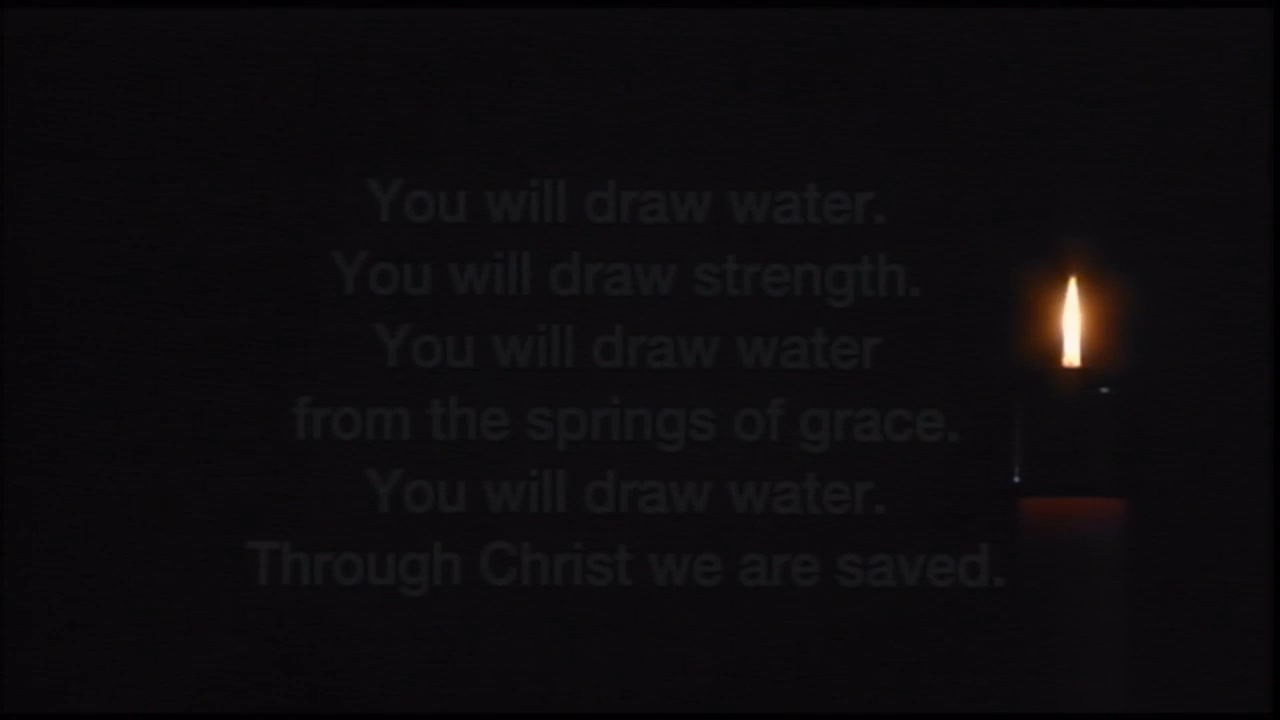 You will draw water.
You will draw strength.
You will draw water
from the springs of grace.
You will draw water.
Through Christ we are saved.